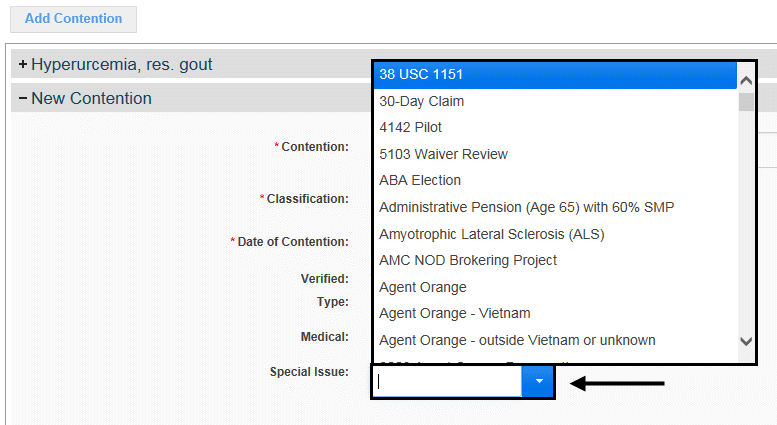 Add Contention
+ Hyperurcemia, res. gout
– New Contention
* Contention:
* Classification:
* Date of Contention:
Verified:
Type:
Medical:
Special Issue:
38 USC 1151
30-Day Claim
4142 Pilot
5103 Waiver Review
ABA Election
Administrative Pension (Age 65) with 60% SMP
Amyotrophic Lateral Sclerosis (ALS)
AMC NOD Brokering Project
Agent Orange
Agent Orange - Vietnam
Agent Orange - outside Vietnam or unknown